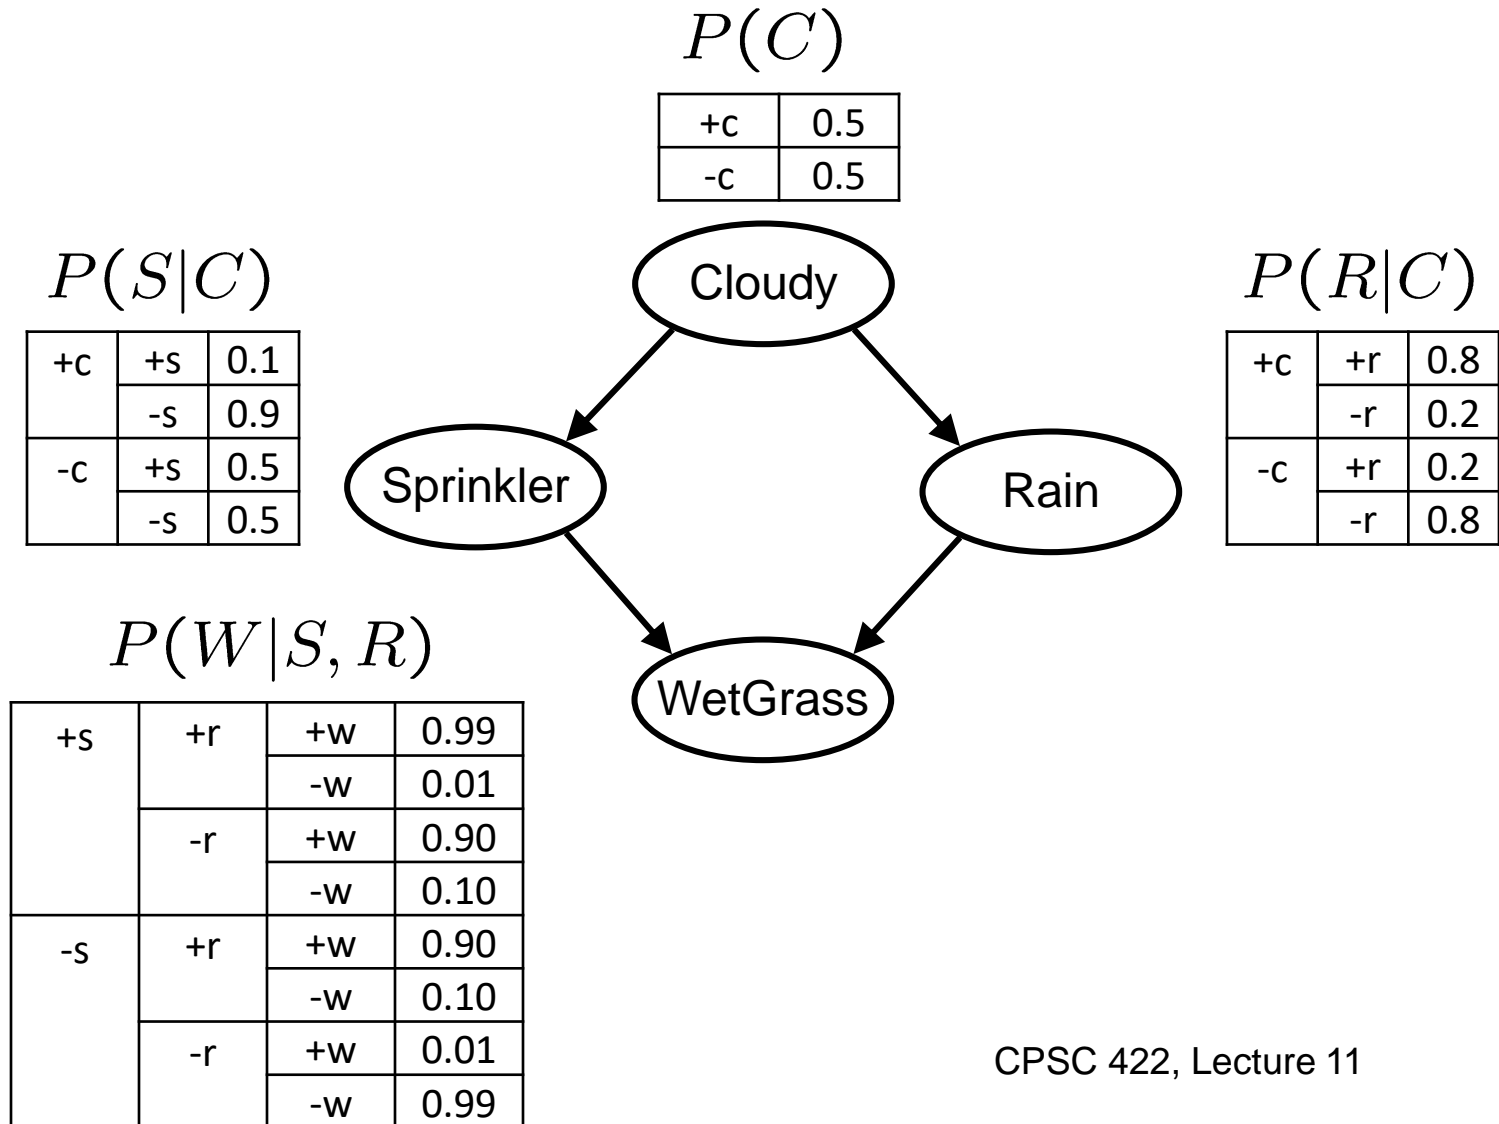 P(C)
+c 0.5
-c 0.5
Cloudy
P(S|C)
+c +s 0.1
-s 0.9
-c +s 0.5
-s 0.5
P(R|C)
+c +r 0.8
-r 0.2
-c +r 0.2
-r 0.8
Sprinkler
Rain
P(W|S, R)
+s +r +w 0.99
-w 0.01
-r +w 0.90
-w 0.10
-s +r +w 0.90
-w 0.10
-r +w 0.01
-w 0.99
WetGrass
CPSC 422, Lecture 11